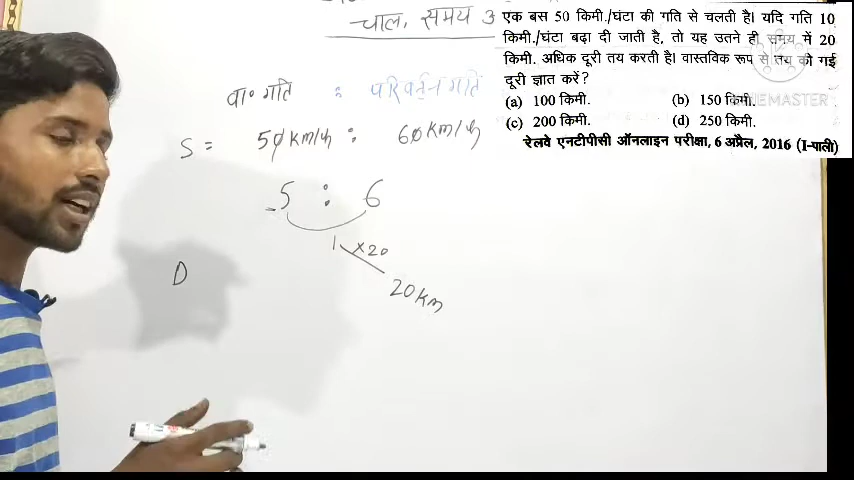 चाल, समय
एक बस 50 किमी./घंटा की गति से चलती है। यदि गति 10
किमी./घंटा बढ़ा दी जाती है, तो यह उतने ही समय में 20
किमी. अधिक दूरी तय करती है। वास्तविक रूप से तय की गई
दूरी ज्ञात करें?
(a) 100 किमी. (b) 150 किमी.
(c) 200 किमी. (d) 250 किमी.
रेलवे एनटीपीसी ऑनलाइन परीक्षा, 6 अप्रैल, 2016 (I-पाली)
वा० गति : परिवर्तन गति
S = 50 km/h : 60 km/h
5 : 6
1 ×20
20 km
D